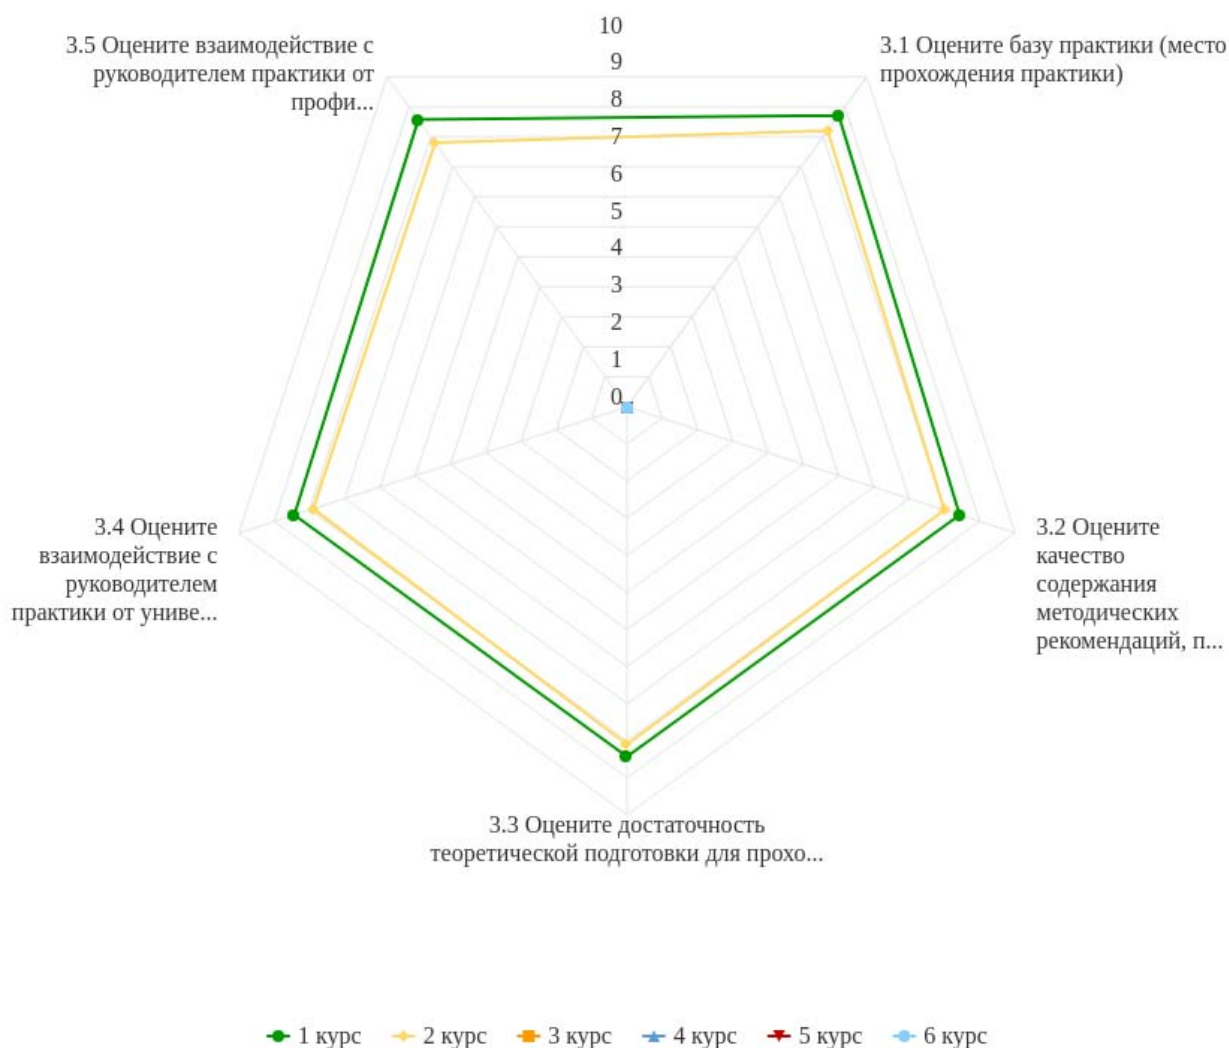 10
9
8
7
6
5
4
3
2
1
0
3.1 Оцените базу практики (место
прохождения практики)
3.2 Оцените
качество
содержания
методических
рекомендаций, п...
3.3 Оцените достаточность
теоретической подготовки для прохо...
3.4 Оцените
взаимодействие с
руководителем
практики от униве...
3.5 Оцените взаимодействие с
руководителем практики от
профи...
1 курс 2 курс 3 курс 4 курс 5 курс 6 курс